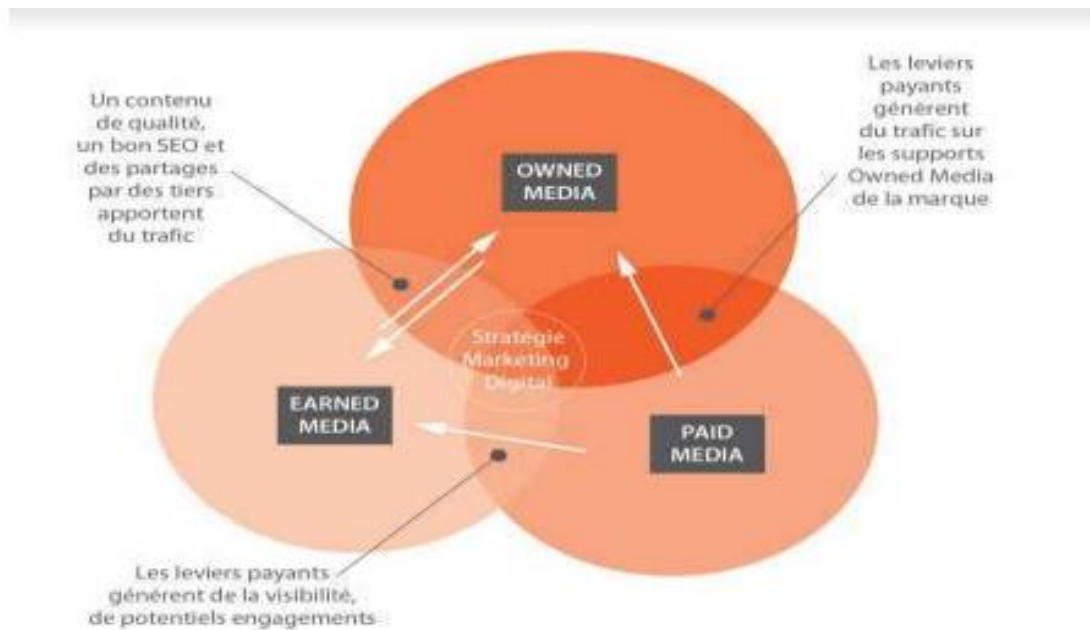 Un contenu
de qualité,
un bon SEO et
des partages
par des tiers
apportent
du trafic
Les leviers
payants
génèrent
du trafic sur
les supports
Owned Media
de la marque
OWNED
MEDIA
Stratégie
Marketing
Digital
EARNED
MEDIA
PAID
MEDIA
Les leviers payants
générent de la visibilité,
de potentiels engagements